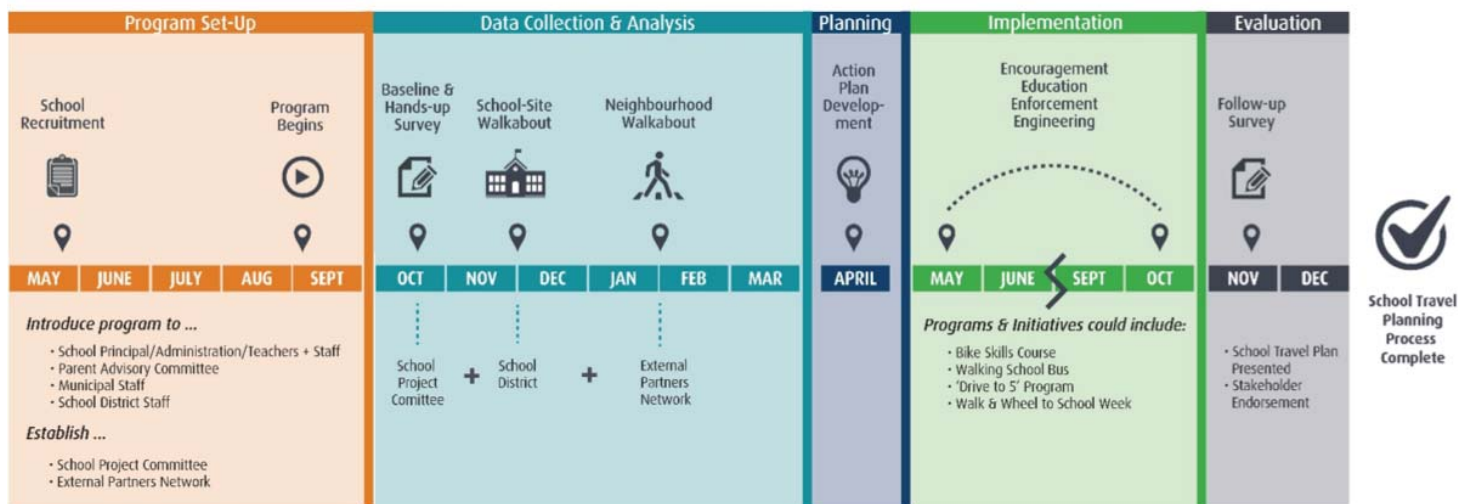 Program Set-Up
Data Collection & Analysis
Planning
Implementation
Evaluation
School
Recruitment
Program
Begins
Baseline &
Hands-up
Survey
School-Site
Walkabout
Neighbourhood
Walkabout
Action
Plan
Develop-
ment
Encouragement
Education
Enforcement
Engineering
Follow-up
Survey
MAY JUNE JULY AUG SEPT
OCT NOV DEC JAN FEB MAR
APRIL
MAY JUNE SEPT OCT
NOV DEC
Introduce program to ...
• School Principal/Administration/Teachers + Staff
• Parent Advisory Committee
• Municipal Staff
• School District Staff
Establish ...
• School Project Committee
• External Partners Network
School
Project
Comittee
+
School
District
+
External
Partners
Network
Programs & Initiatives could include:
• Bike Skills Course
• Walking School Bus
• 'Drive to 5' Program
• Walk & Wheel to School Week
• School Travel Plan
Presented
• Stakeholder
Endorsement
School Travel
Planning
Process
Complete